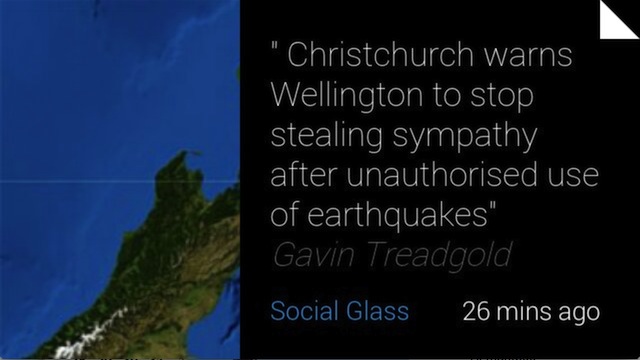 " Christchurch warns
Wellington to stop
stealing sympathy
after unauthorised use
of earthquakes"
Gavin Treadgold
Social Glass 26 mins ago